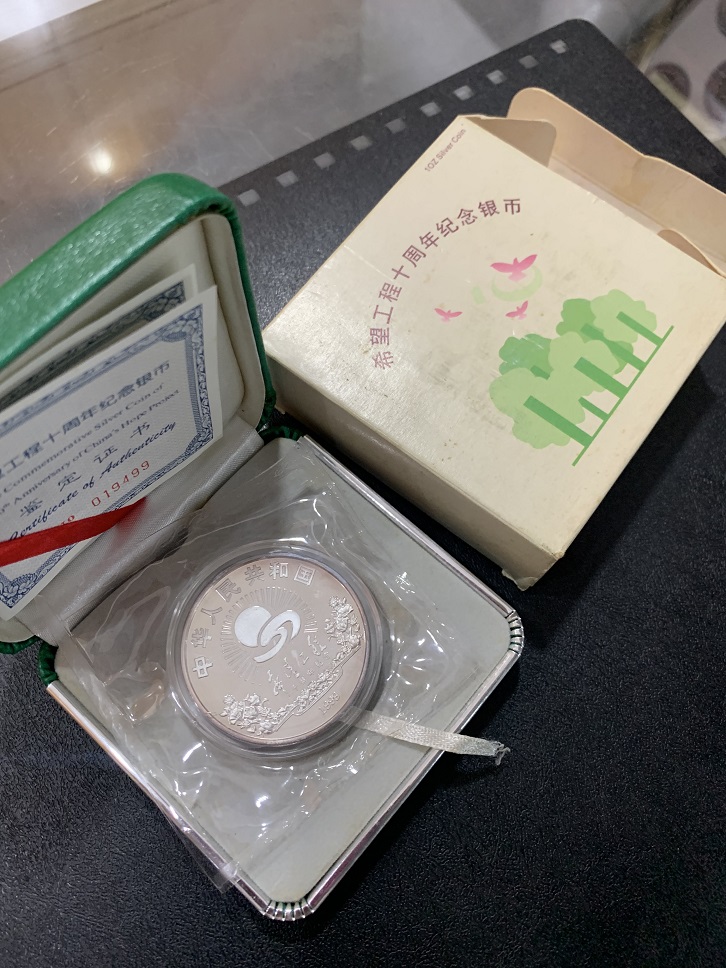 1OZ Silver Coin
希望工程十周年纪念银币
工程十周年纪念银币
Commemorative Silver Coin of
Anniversary of China's Hope Project
鉴定证书
Certificate of Authenticity
019499
中华人民共和国